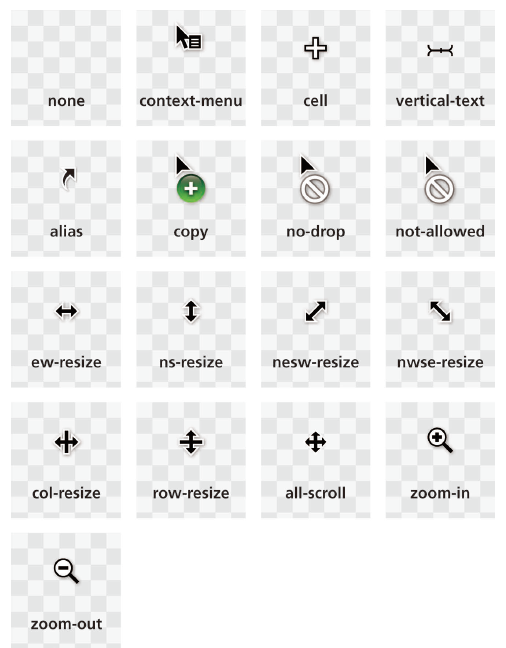 none
context-menu
cell
vertical-text
alias
copy
no-drop
not-allowed
ew-resize
ns-resize
nesw-resize
nwse-resize
col-resize
row-resize
all-scroll
zoom-in
zoom-out